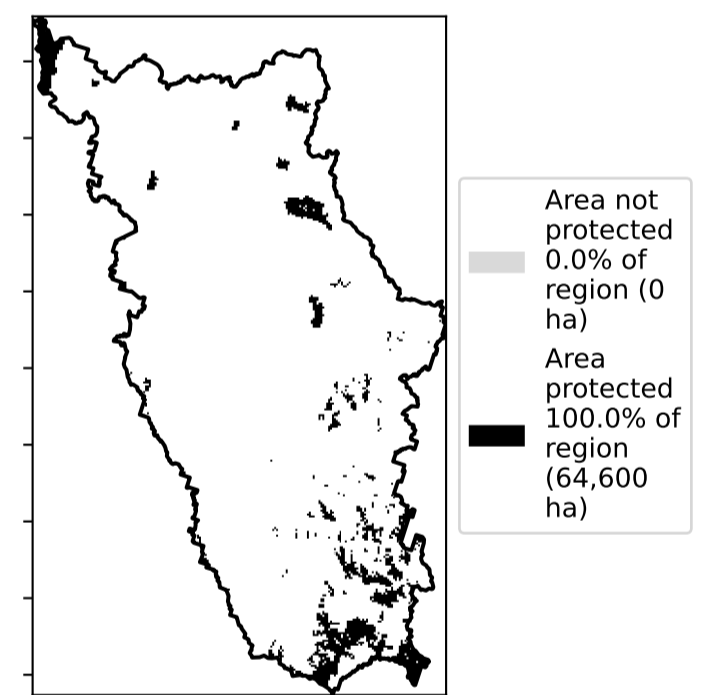 Area not
protected
0.0% of
region (0
ha)
Area
protected
100.0% of
region
(64,600
ha)